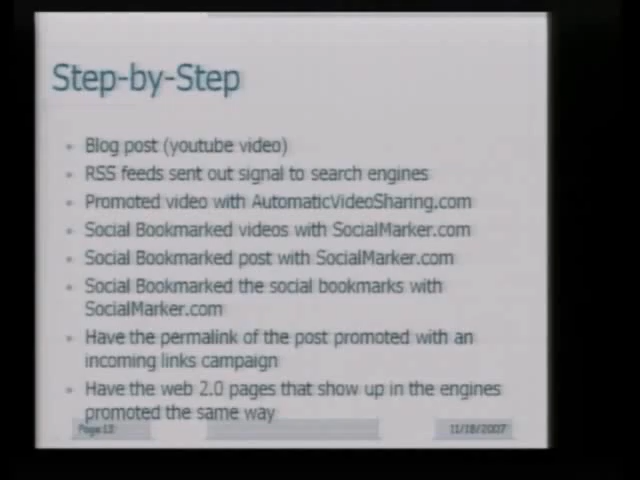 Step-by-Step
Blog post (youtube video)
RSS feeds sent out signal to search engines
Promoted video with AutomaticVideoSharing.com
Social Bookmarked videos with SocialMarker.com
Social Bookmarked post with SocialMarker.com
Social Bookmarked the social bookmarks with
SocialMarker.com
Have the permalink of the post promoted with an
incoming links campaign
Have the web 2.0 pages that show up in the engines
promoted the same way
11/18/2007